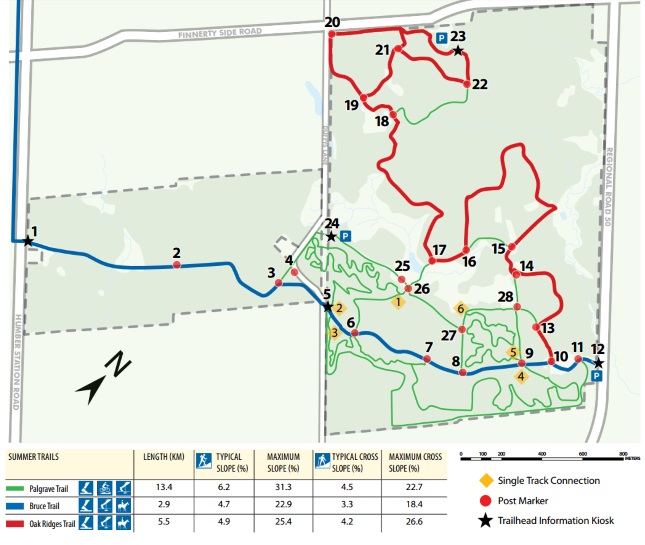 20
FINNERTY SIDE ROAD
P
23
21
22
19
18
REGIONAL ROAD 50
24
P
1
2
3
4
5
2
3
6
25
26
1
17
16
15
14
28
6
27
13
7
8
5
9
4
10
11
12
P
HUMBER STATION ROAD
N
SUMMER TRAILS LENGTH (KM) TYPICAL SLOPE (%) MAXIMUM SLOPE (%) TYPICAL CROSS SLOPE (%) MAXIMUM CROSS SLOPE (%)
Palgrave Trail 13.4 6.2 31.3 4.5 22.7
Bruce Trail 2.9 4.7 22.9 3.3 18.4
Oak Ridges Trail 5.5 4.9 25.4 4.2 26.6
0 100 200 400 600 800
METERS
Single Track Connection
Post Marker
Trailhead Information Kiosk